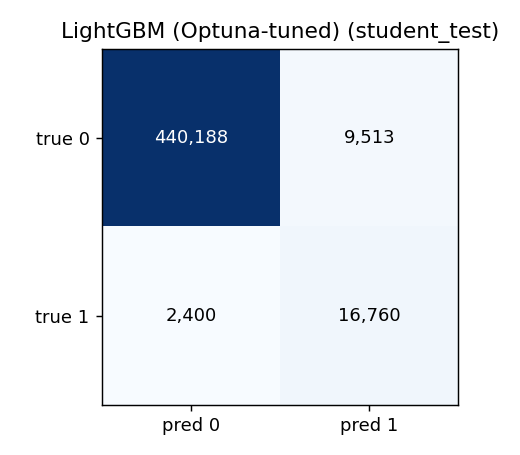 LightGBM (Optuna-tuned) (student_test)
true 0
440,188
9,513
true 1
2,400
16,760
pred 0
pred 1